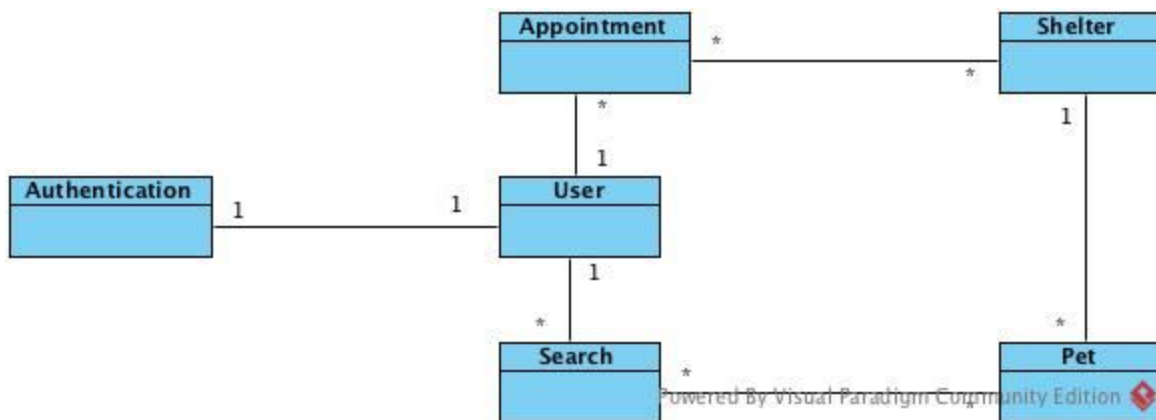 Appointment
*
*
Shelter
*
1
1
Authentication
1
1
User
1
*
*
Search
*
Pet
Powered By Visual Paradigm Community Edition
*